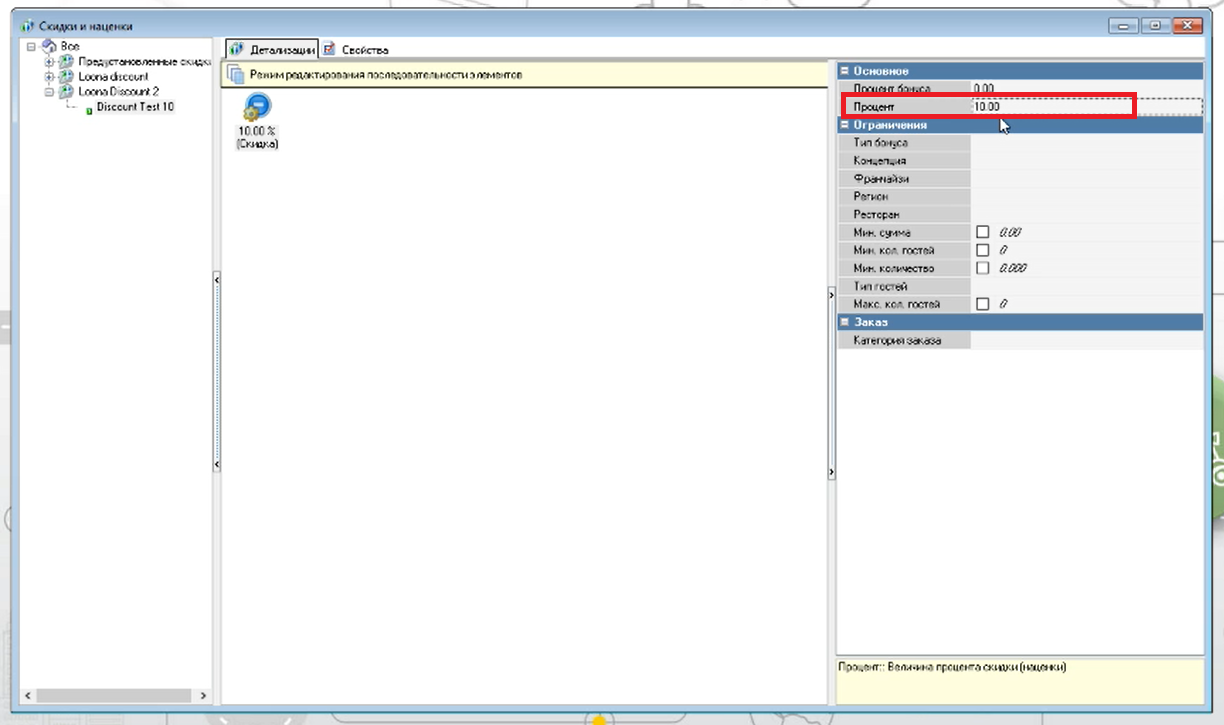 Скидки и наценки
Все
Предустановленные скидки
Loona discount
Loona Discount 2
Discount Test 10
Детализации
Свойства
Режим редактирования последовательности элементов
10.00 %
(Скидка)
Основное
Процент бонуса 0.00
Процент 10.00
Ограничения
Тип бонуса
Концепция
Франчайзи
Регион
Ресторан
Мин. сумма 0.00
Мин. кол. гостей 0
Мин. количество 0.000
Тип гостей
Макс. кол. гостей 0
Заказ
Категория заказа
Процент:: Величина процента скидки (наценки)